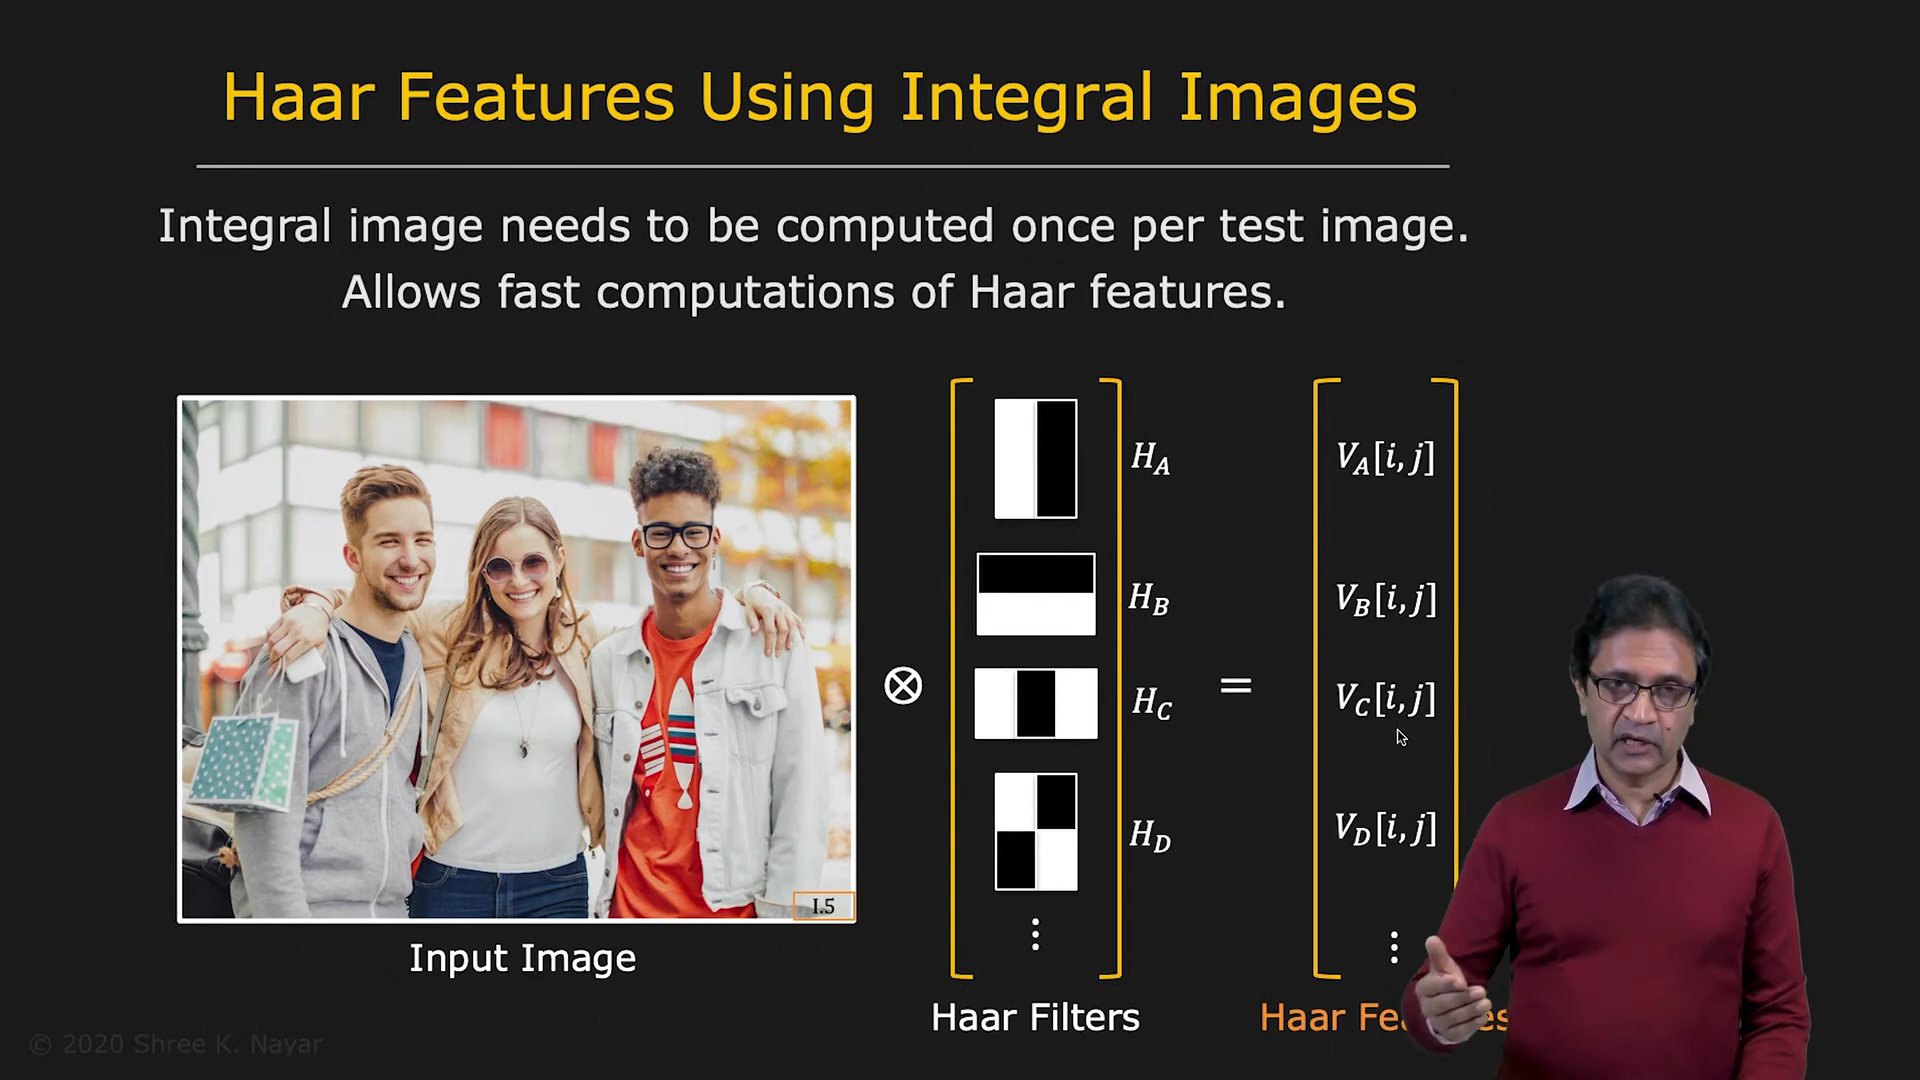 Haar Features Using Integral Images
Integral image needs to be computed once per test image.
Allows fast computations of Haar features.
I.5
Input Image
⊗
H_A
H_B
H_C
H_D
⋮
Haar Filters
=
V_A[i, j]
V_B[i, j]
V_C[i, j]
V_D[i, j]
⋮
Haar
© 2020 Shree K. Nayar